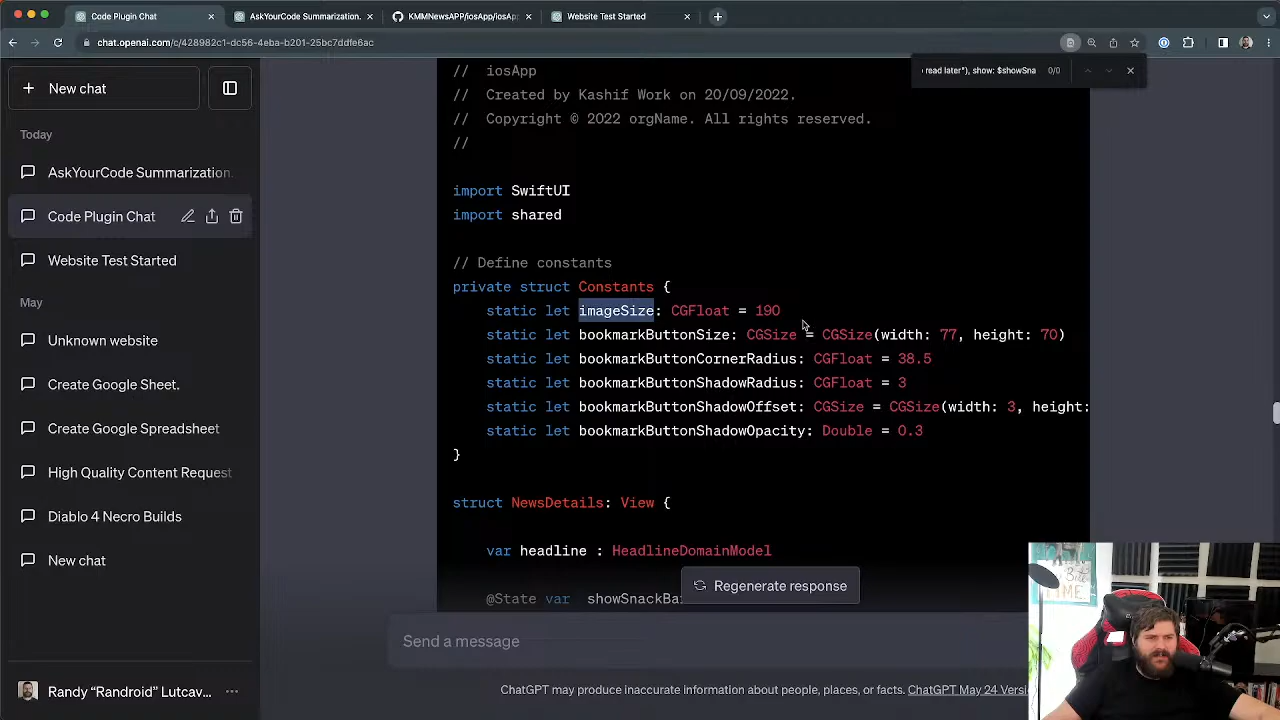 Code Plugin Chat
AskYourCode Summarization.
KMMNewsAPP/iosApp/iosAp
Website Test Started
chat.openai.com/c/428982c1-dc56-4eba-b201-25bc7ddfe6ac
read later"), show: $showSna 0/0
New chat
Today
AskYourCode Summarization.
Code Plugin Chat
Website Test Started
May
Unknown website
Create Google Sheet.
Create Google Spreadsheet
High Quality Content Request
Diablo 4 Necro Builds
New chat
Randy “Randroid” Lutcav...
// iosApp
// Created by Kashif Work on 20/09/2022.
// Copyright © 2022 orgName. All rights reserved.
//
import SwiftUI
import shared
// Define constants
private struct Constants {
static let imageSize: CGFloat = 190
static let bookmarkButtonSize: CGSize = CGSize(width: 77, height: 70)
static let bookmarkButtonCornerRadius: CGFloat = 38.5
static let bookmarkButtonShadowRadius: CGFloat = 3
static let bookmarkButtonShadowOffset: CGSize = CGSize(width: 3, height:
static let bookmarkButtonShadowOpacity: Double = 0.3
}
struct NewsDetails: View {
var headline : HeadlineDomainModel
@State var showSnackBa
Regenerate response
Send a message
ChatGPT may produce inaccurate information about people, places, or facts. ChatGPT May 24 Versi